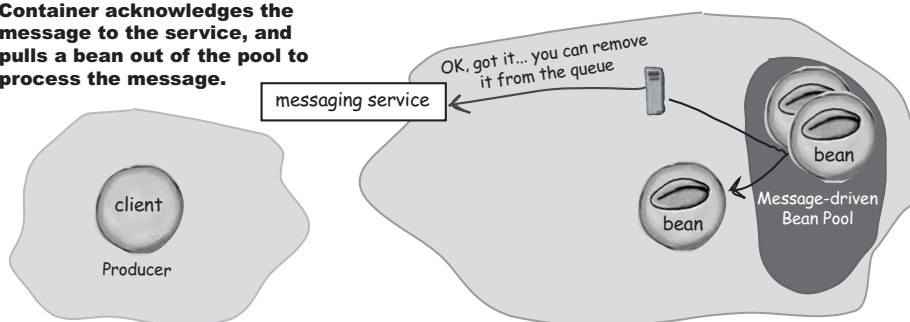 Container acknowledges the
message to the service, and
pulls a bean out of the pool to
process the message.
OK, got it... you can remove
it from the queue
messaging service
bean
client
bean
Message-driven
Bean Pool
Producer